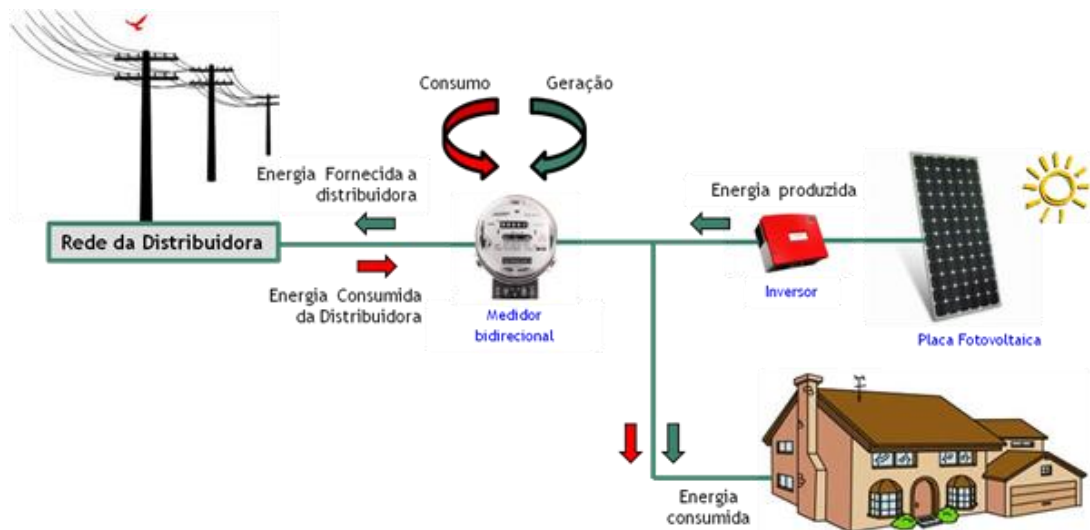 Consumo
Geração
Energia Fornecida a
distribuidora
Energia produzida
Rede da Distribuidora
Energia Consumida
da Distribuidora
Medidor
bidirecional
Inversor
Placa Fotovoltaica
Energia
consumida